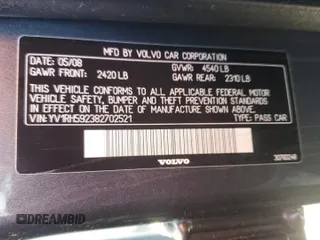 MFD BY VOLVO CAR CORPORATION
DATE: 05/08 GVWR: 4540 LB
GAWR FRONT: 2420 LB GAWR REAR: 2310 LB
THIS VEHICLE CONFORMS TO ALL APPLICABLE FEDERAL MOTOR
VEHICLE SAFETY, BUMPER AND THEFT PREVENTION STANDARDS
IN EFFECT ON THE DATE OF MANUFACTURE SHOWN ABOVE.
VIN: YV1RH592382702521 TYPE: PASS CAR
VOLVO
DREAMBID